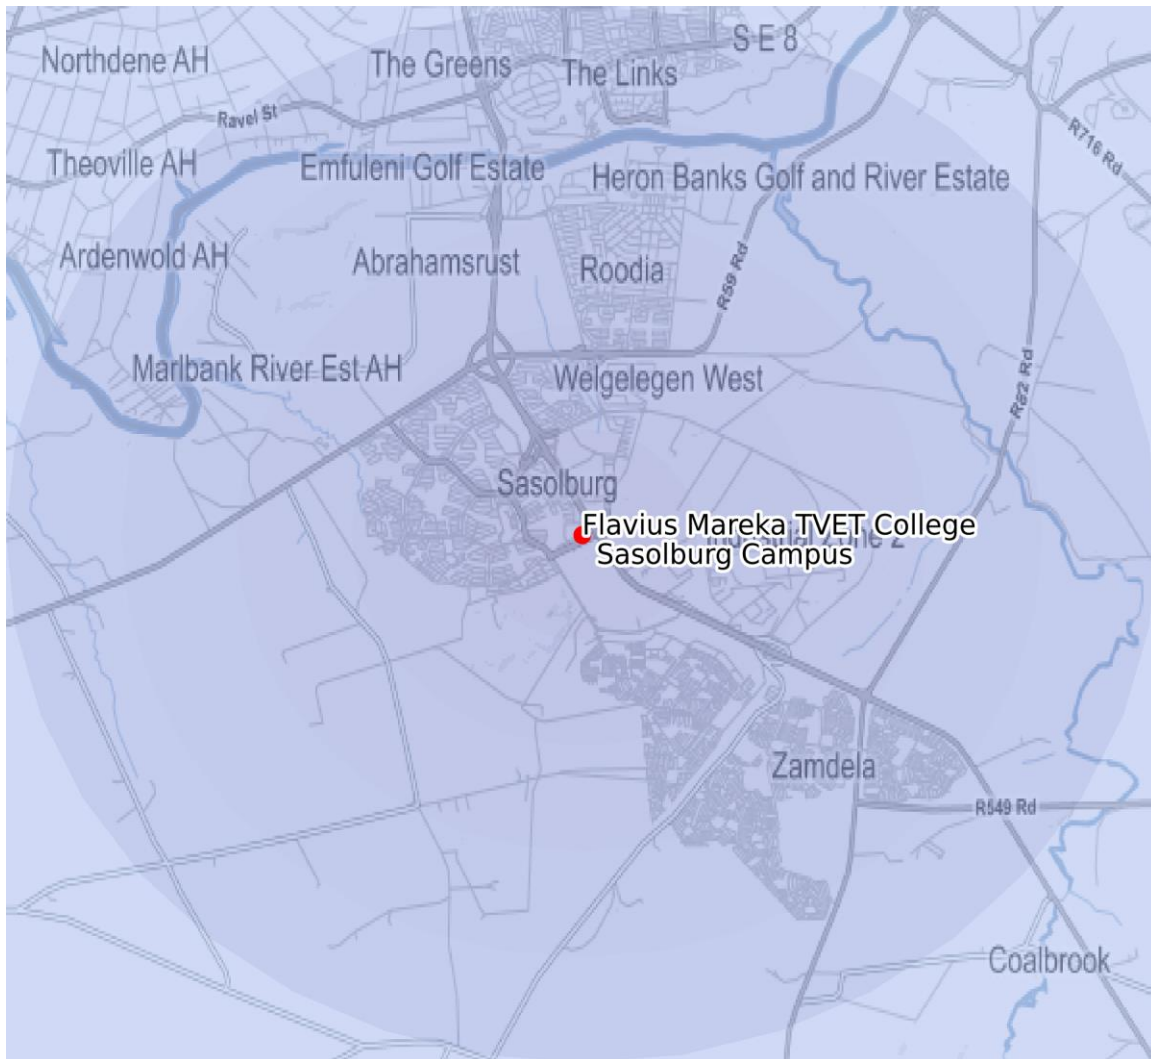 S E 8
Northdene AH
The Greens
The Links
Ravel St
R716 Rd
Theoville AH
Emfuleni Golf Estate
Heron Banks Golf and River Estate
Ardenwold AH
Abrahamsrust
Roodia
R59 Rd
Marlbank River Est AH
Welgelegen West
R82 Rd
Sasolburg
Flavius Mareka TVET College
Sasolburg Campus
Zone 2
Zamdela
R549 Rd
Coalbrook